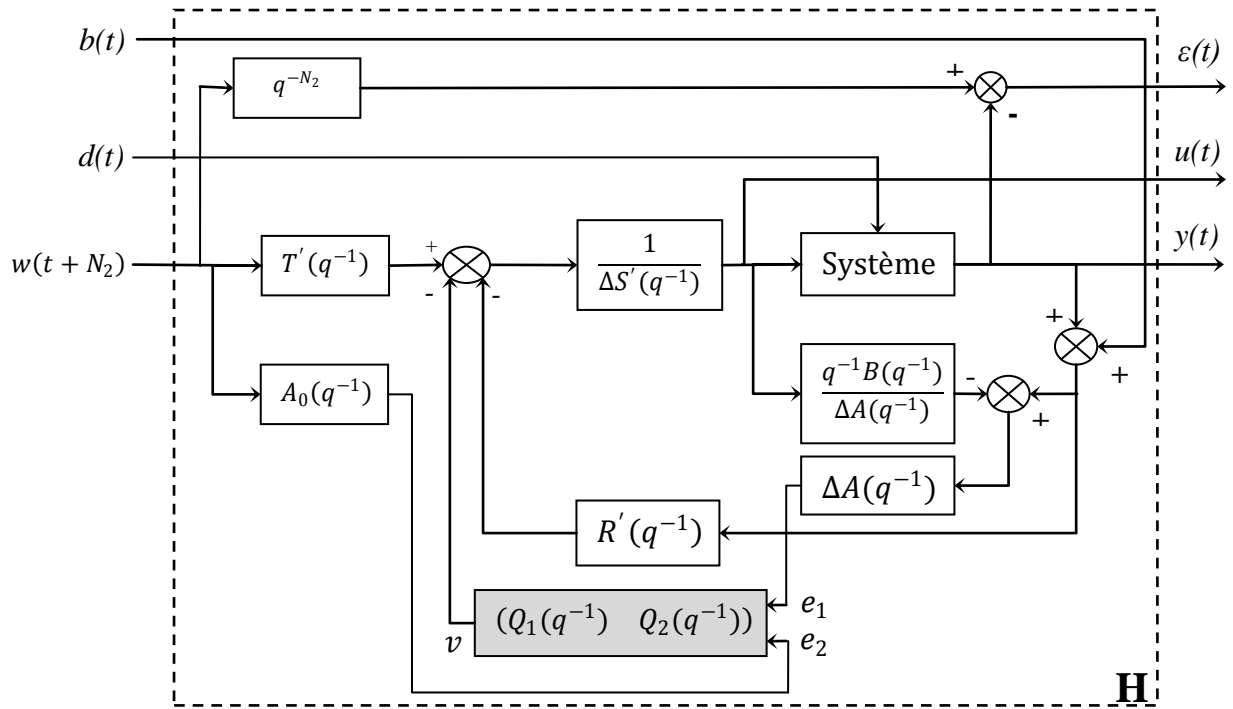 b(t)
ε(t)
q^{-N_2}
+
-
d(t)
u(t)
w(t + N_2)
T'(q^{-1})
+
-
-
1
ΔS'(q^{-1})
Système
y(t)
+
+
A_0(q^{-1})
q^{-1}B(q^{-1})
ΔA(q^{-1})
-
+
ΔA(q^{-1})
R'(q^{-1})
(Q_1(q^{-1}) Q_2(q^{-1}))
e_1
v
e_2
H